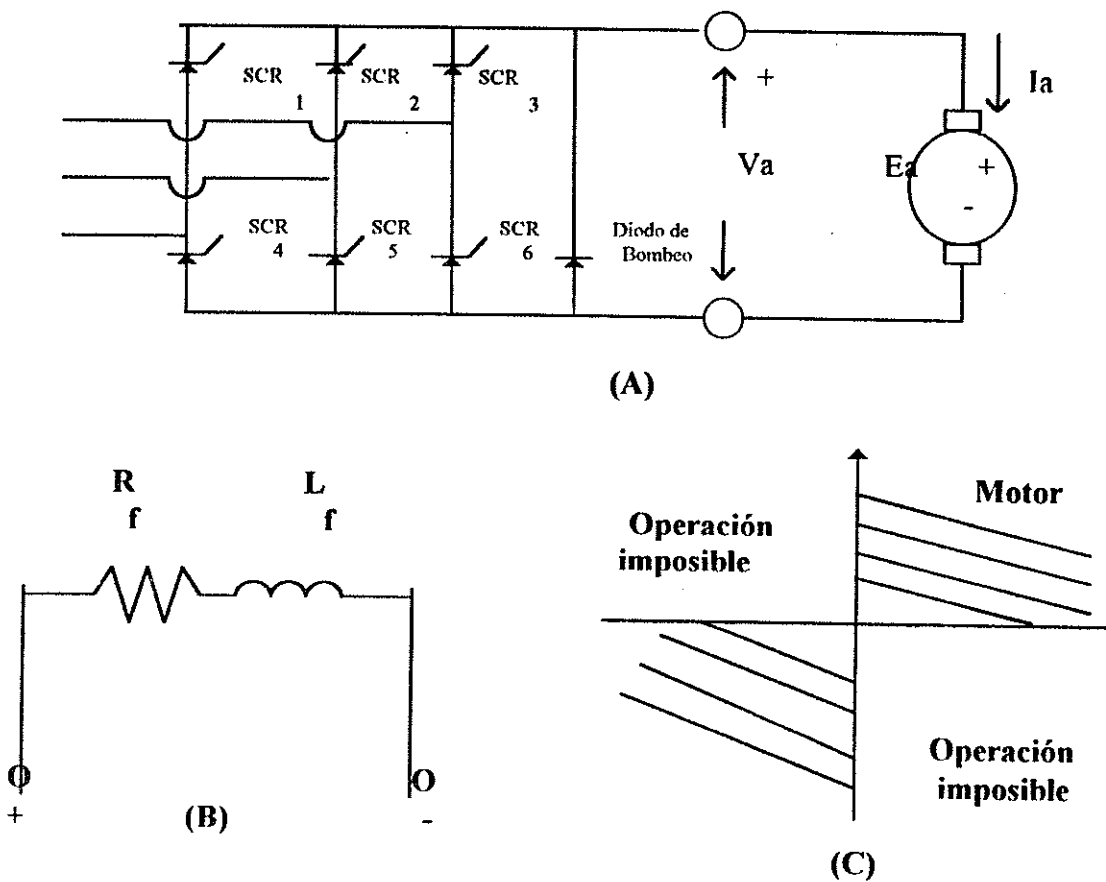 SCR
1
SCR
2
SCR
3
Ia
+
Va
Ea
+
-
SCR
4
SCR
5
SCR
6
Diodo de
Bombeo
(A)
R
f
L
f
O
+
O
-
(B)
Motor
Operación
imposible
Operación
imposible
(C)